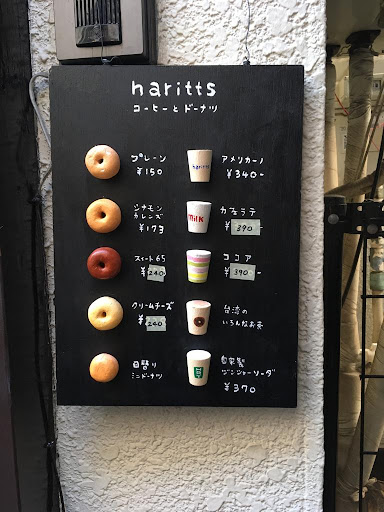 haritts
コーヒーとドーナツ
プレーン
¥150
シナモン
カレンズ
¥173
スイート65
¥240
クリームチーズ
¥240
日替り
ミニドーナツ
haritts
アメリカーノ
¥340-
Milk
カフェラテ
¥390-
ココア
¥390-
台湾の
いろんなお茶
自家製
ジンジャーソーダ
¥370